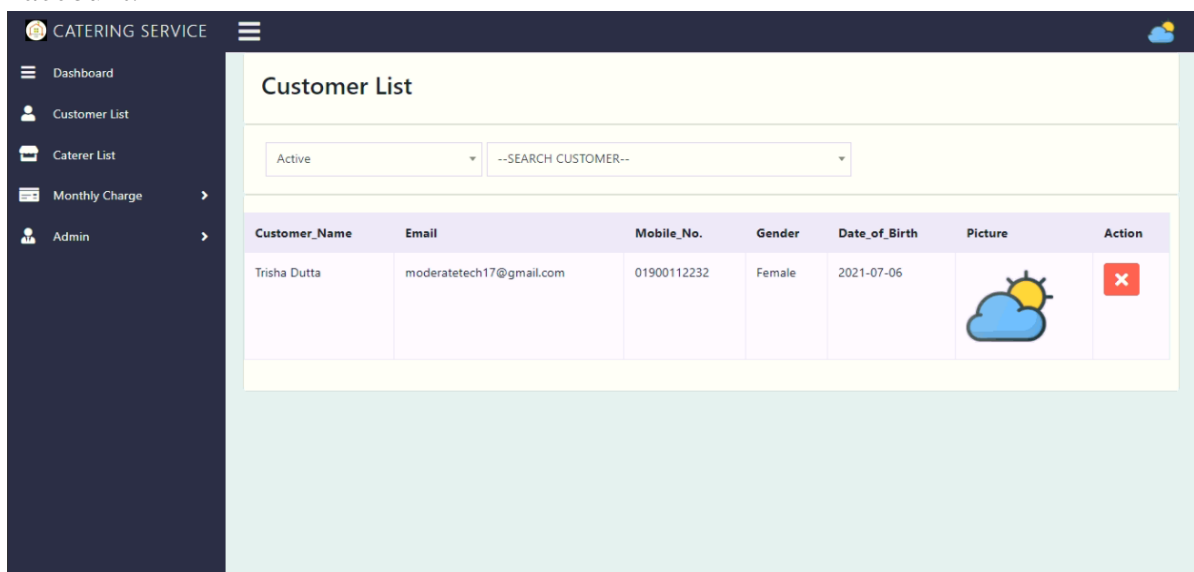 CATERING SERVICE
Dashboard
Customer List
Caterer List
Monthly Charge
Admin
Customer List
Active --SEARCH CUSTOMER--
Customer_Name Email Mobile_No. Gender Date_of_Birth Picture Action
Trisha Dutta moderatetech17@gmail.com 01900112232 Female 2021-07-06